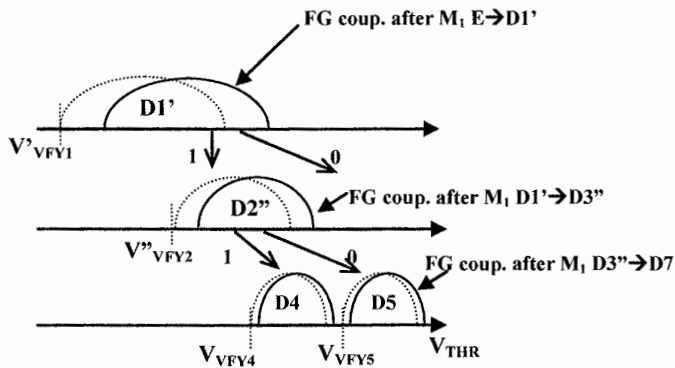 FG coup. after M1 E→D1'
D1'
V'VFY1
1
0
D2"
FG coup. after M1 D1'→D3"
V"VFY2
1
0
FG coup. after M1 D3"→D7
D4
D5
VVFY4
VVFY5
VTHR